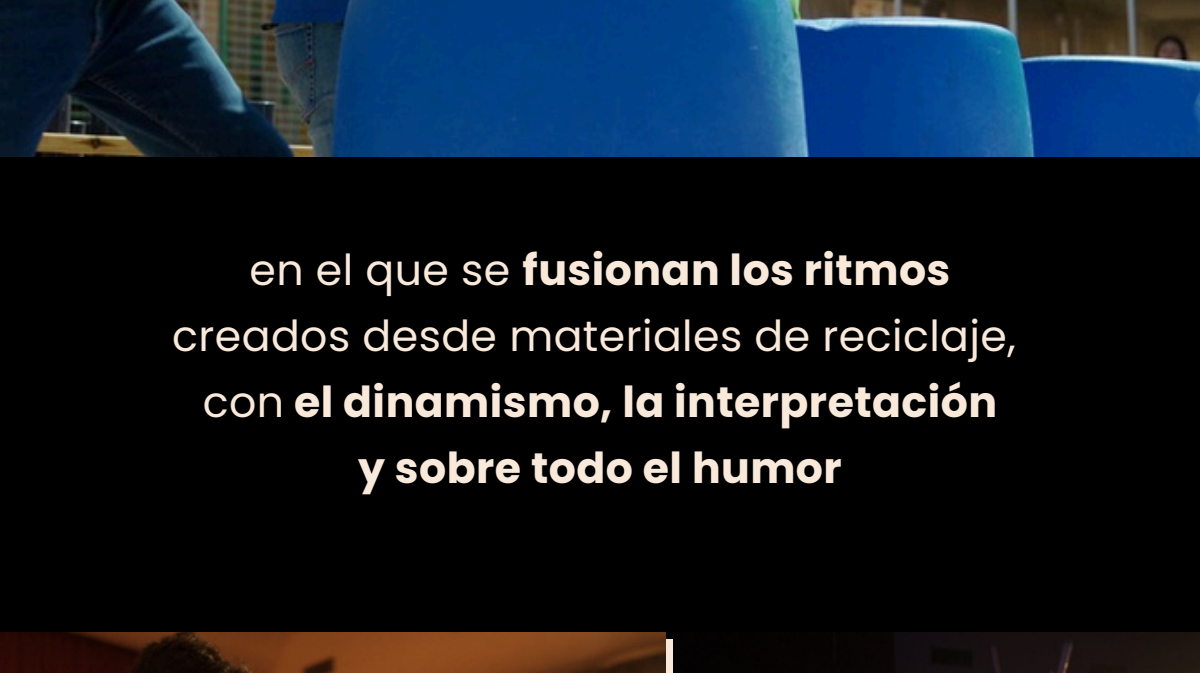 en el que se fusionan los ritmos
creados desde materiales de reciclaje,
con el dinamismo, la interpretación
y sobre todo el humor